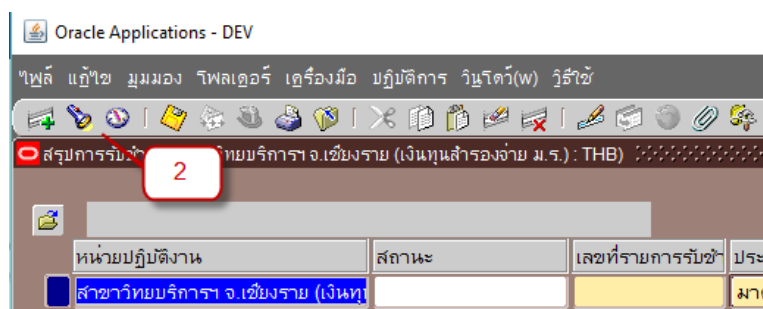 Oracle Applications - DEV
ไฟล์ แก้ไข มุมมอง โฟลเดอร์ เครื่องมือ ปฏิบัติการ วินโดว์(w) วิธีใช้
สรุปการรับ ทยบริการฯ จ.เชียงราย (เงินทุนสำรองจ่าย ม.ร.) : THB)
2
หน่วยปฏิบัติงาน สถานะ เลขที่รายการรับชำ ประ
สาขาวิทยบริการฯ จ.เชียงราย (เงินทุ มาต